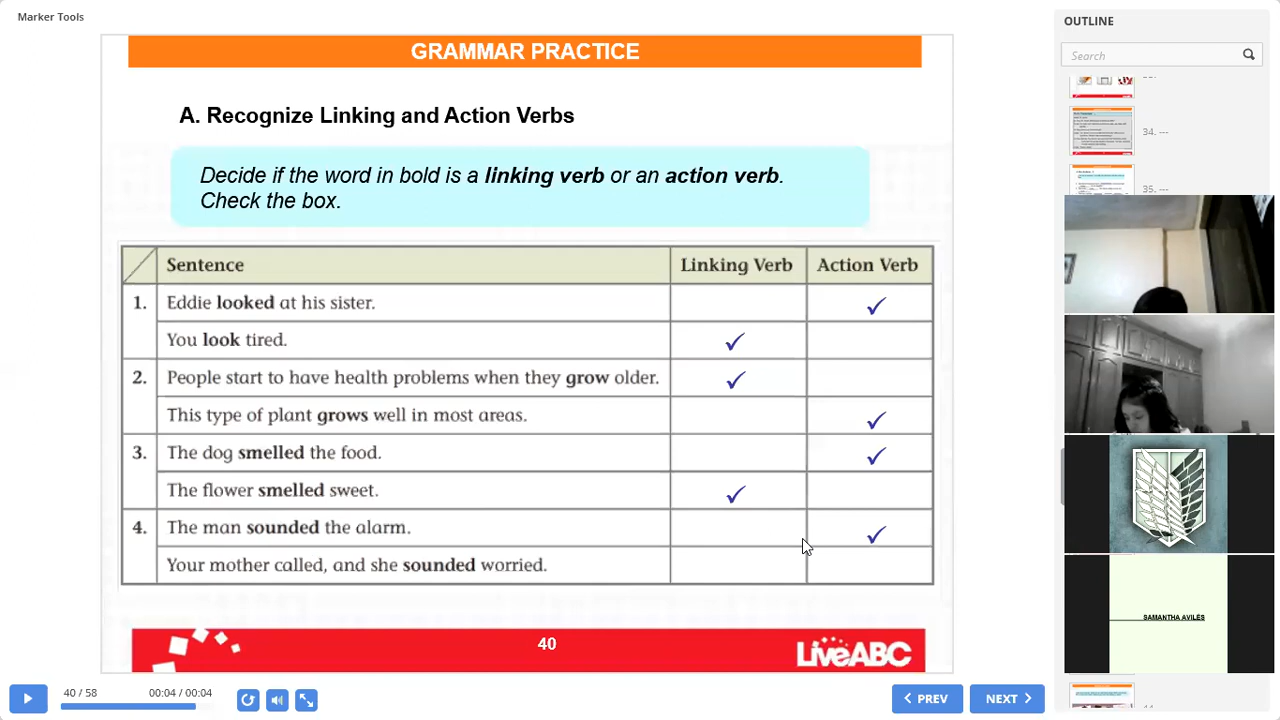 Marker Tools
GRAMMAR PRACTICE
A. Recognize Linking and Action Verbs
Decide if the word in bold is a linking verb or an action verb.
Check the box.
Sentence Linking Verb Action Verb
1. Eddie looked at his sister.
You look tired.
2. People start to have health problems when they grow older.
This type of plant grows well in most areas.
3. The dog smelled the food.
The flower smelled sweet.
4. The man sounded the alarm.
Your mother called, and she sounded worried.
40
LiveABC
40 / 58 00:04 / 00:04
PREV NEXT
OUTLINE
Search
34. ---
35. ---
SAMANTHA AVILÉS